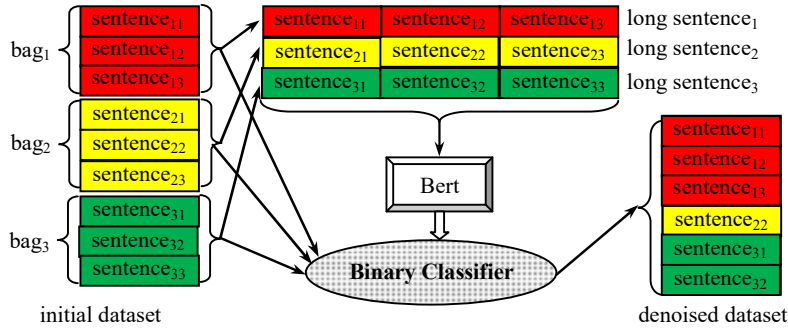 bag₁
sentence₁₁
sentence₁₂
sentence₁₃
bag₂
sentence₂₁
sentence₂₂
sentence₂₃
bag₃
sentence₃₁
sentence₃₂
sentence₃₃
initial dataset
sentence₁₁ sentence₁₂ sentence₁₃ long sentence₁
sentence₂₁ sentence₂₂ sentence₂₃ long sentence₂
sentence₃₁ sentence₃₂ sentence₃₃ long sentence₃
Bert
Binary Classifier
sentence₁₁
sentence₁₂
sentence₁₃
sentence₂₂
sentence₃₁
sentence₃₂
denoised dataset